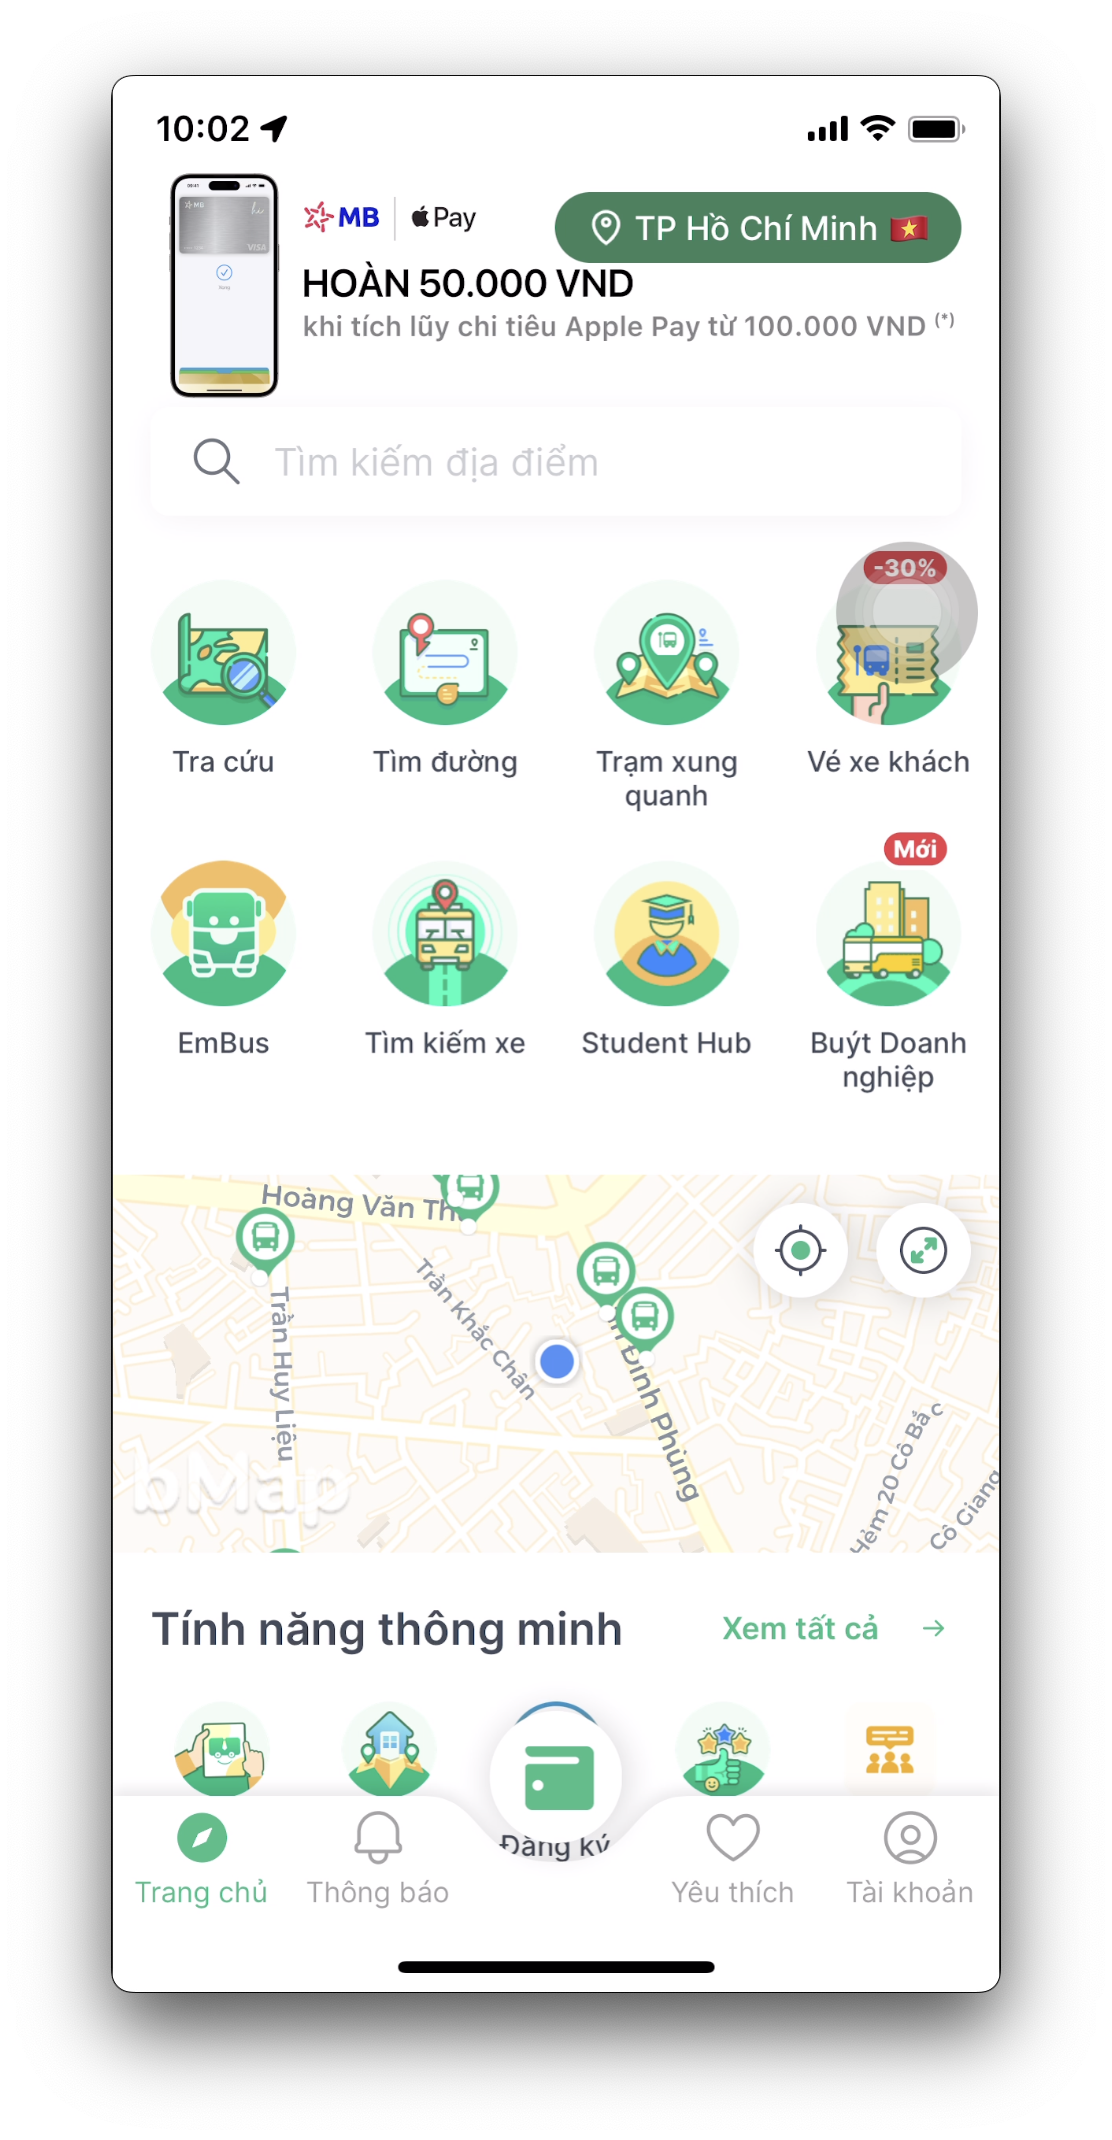 10:02
MB Pay
TP Hồ Chí Minh
HOÀN 50.000 VND
khi tích lũy chi tiêu Apple Pay từ 100.000 VND (*)
VISA
Tìm kiếm địa điểm
-30%
Tra cứu
Tìm đường
Trạm xung
quanh
Vé xe khách
Mới
EmBus
Tìm kiếm xe
Student Hub
Buýt Doanh
nghiệp
Hoàng Văn Th
Trần Huy Liệu
Trần Khắc Chân
Đình Phùng
Hẻm 20 Cô Bắc
Cô Giang
bMap
Tính năng thông minh
Xem tất cả →
Đăng ký
Trang chủ
Thông báo
Yêu thích
Tài khoản